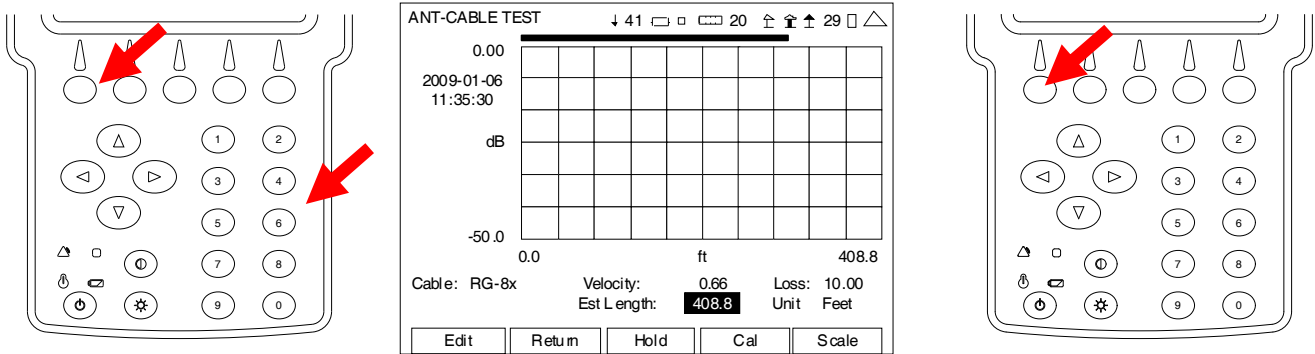 1 2
3 4
5 6
7 8
9 0
ANT-CABLE TEST 41 20 29
0.00
2009-01-06
11:35:30
dB
-50.0
0.0 ft 408.8
Cable: RG-8x Velocity: 0.66 Loss: 10.00
Est Length: 408.8 Unit Feet
Edit Return Hold Cal Scale
1 2
3 4
5 6
7 8
9 0